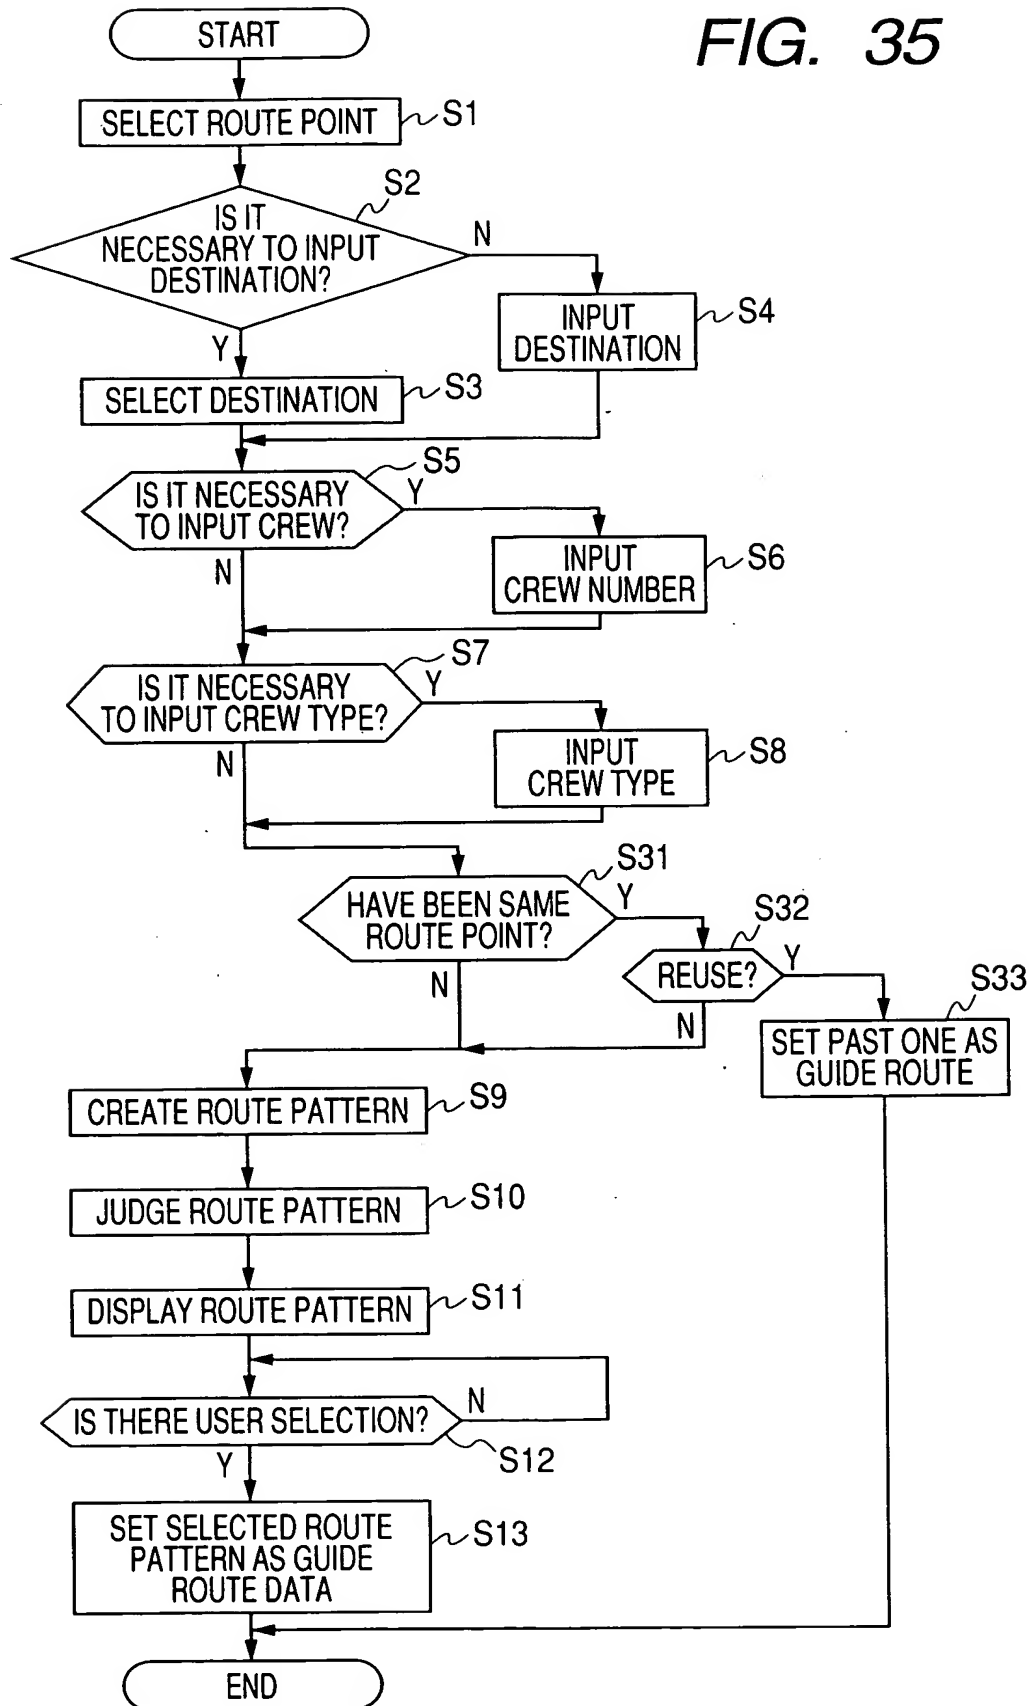 FIG. 35
START
SELECT ROUTE POINT
S1
S2
IS IT
NECESSARY TO INPUT
DESTINATION?
N
Y
INPUT
DESTINATION
S4
SELECT DESTINATION
S3
S5
IS IT NECESSARY
TO INPUT CREW?
Y
N
INPUT
CREW NUMBER
S6
S7
IS IT NECESSARY
TO INPUT CREW TYPE?
Y
N
INPUT
CREW TYPE
S8
S31
HAVE BEEN SAME
ROUTE POINT?
Y
N
S32
REUSE?
Y
N
S33
SET PAST ONE AS
GUIDE ROUTE
CREATE ROUTE PATTERN
S9
JUDGE ROUTE PATTERN
S10
DISPLAY ROUTE PATTERN
S11
IS THERE USER SELECTION?
N
S12
Y
SET SELECTED ROUTE
PATTERN AS GUIDE
ROUTE DATA
S13
END